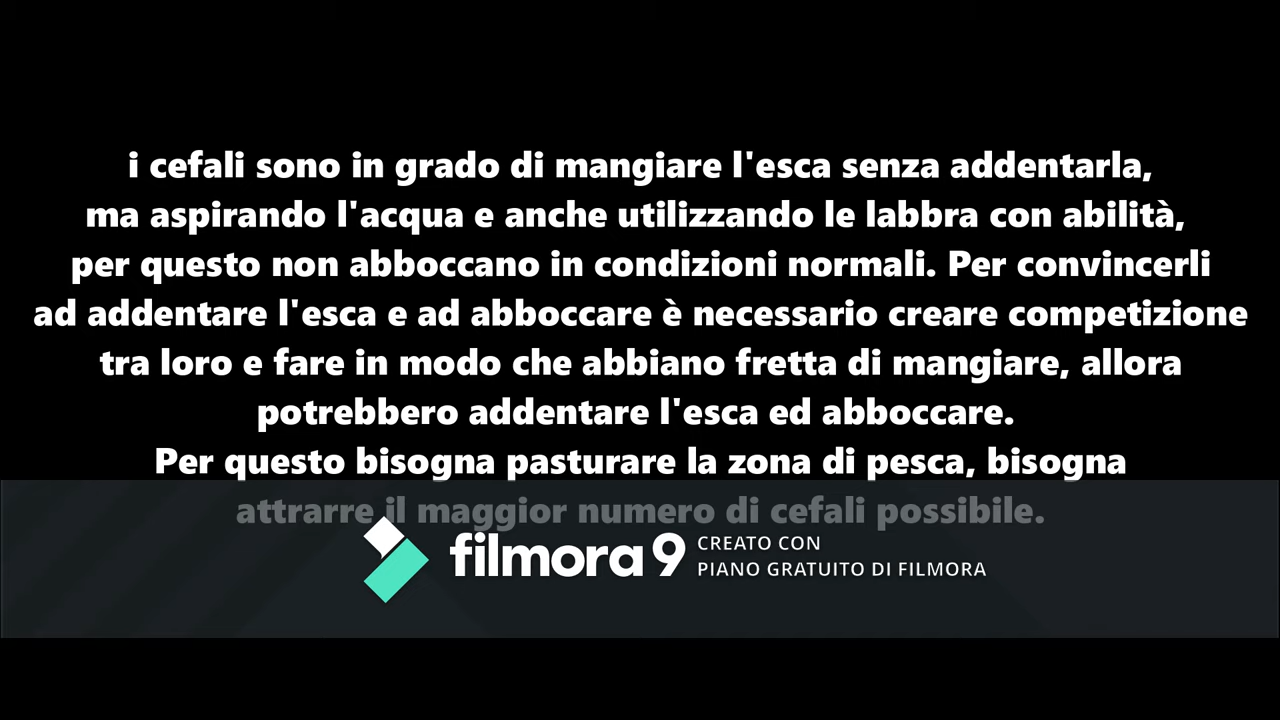 i cefali sono in grado di mangiare l'esca senza addentarla,
ma aspirando l'acqua e anche utilizzando le labbra con abilità,
per questo non abboccano in condizioni normali. Per convincerli
ad addentare l'esca e ad abboccare è necessario creare competizione
tra loro e fare in modo che abbiano fretta di mangiare, allora
potrebbero addentare l'esca ed abboccare.
Per questo bisogna pasturare la zona di pesca, bisogna
attrarre il maggior numero di cefali possibile.
filmora 9
CREATO CON
PIANO GRATUITO DI FILMORA